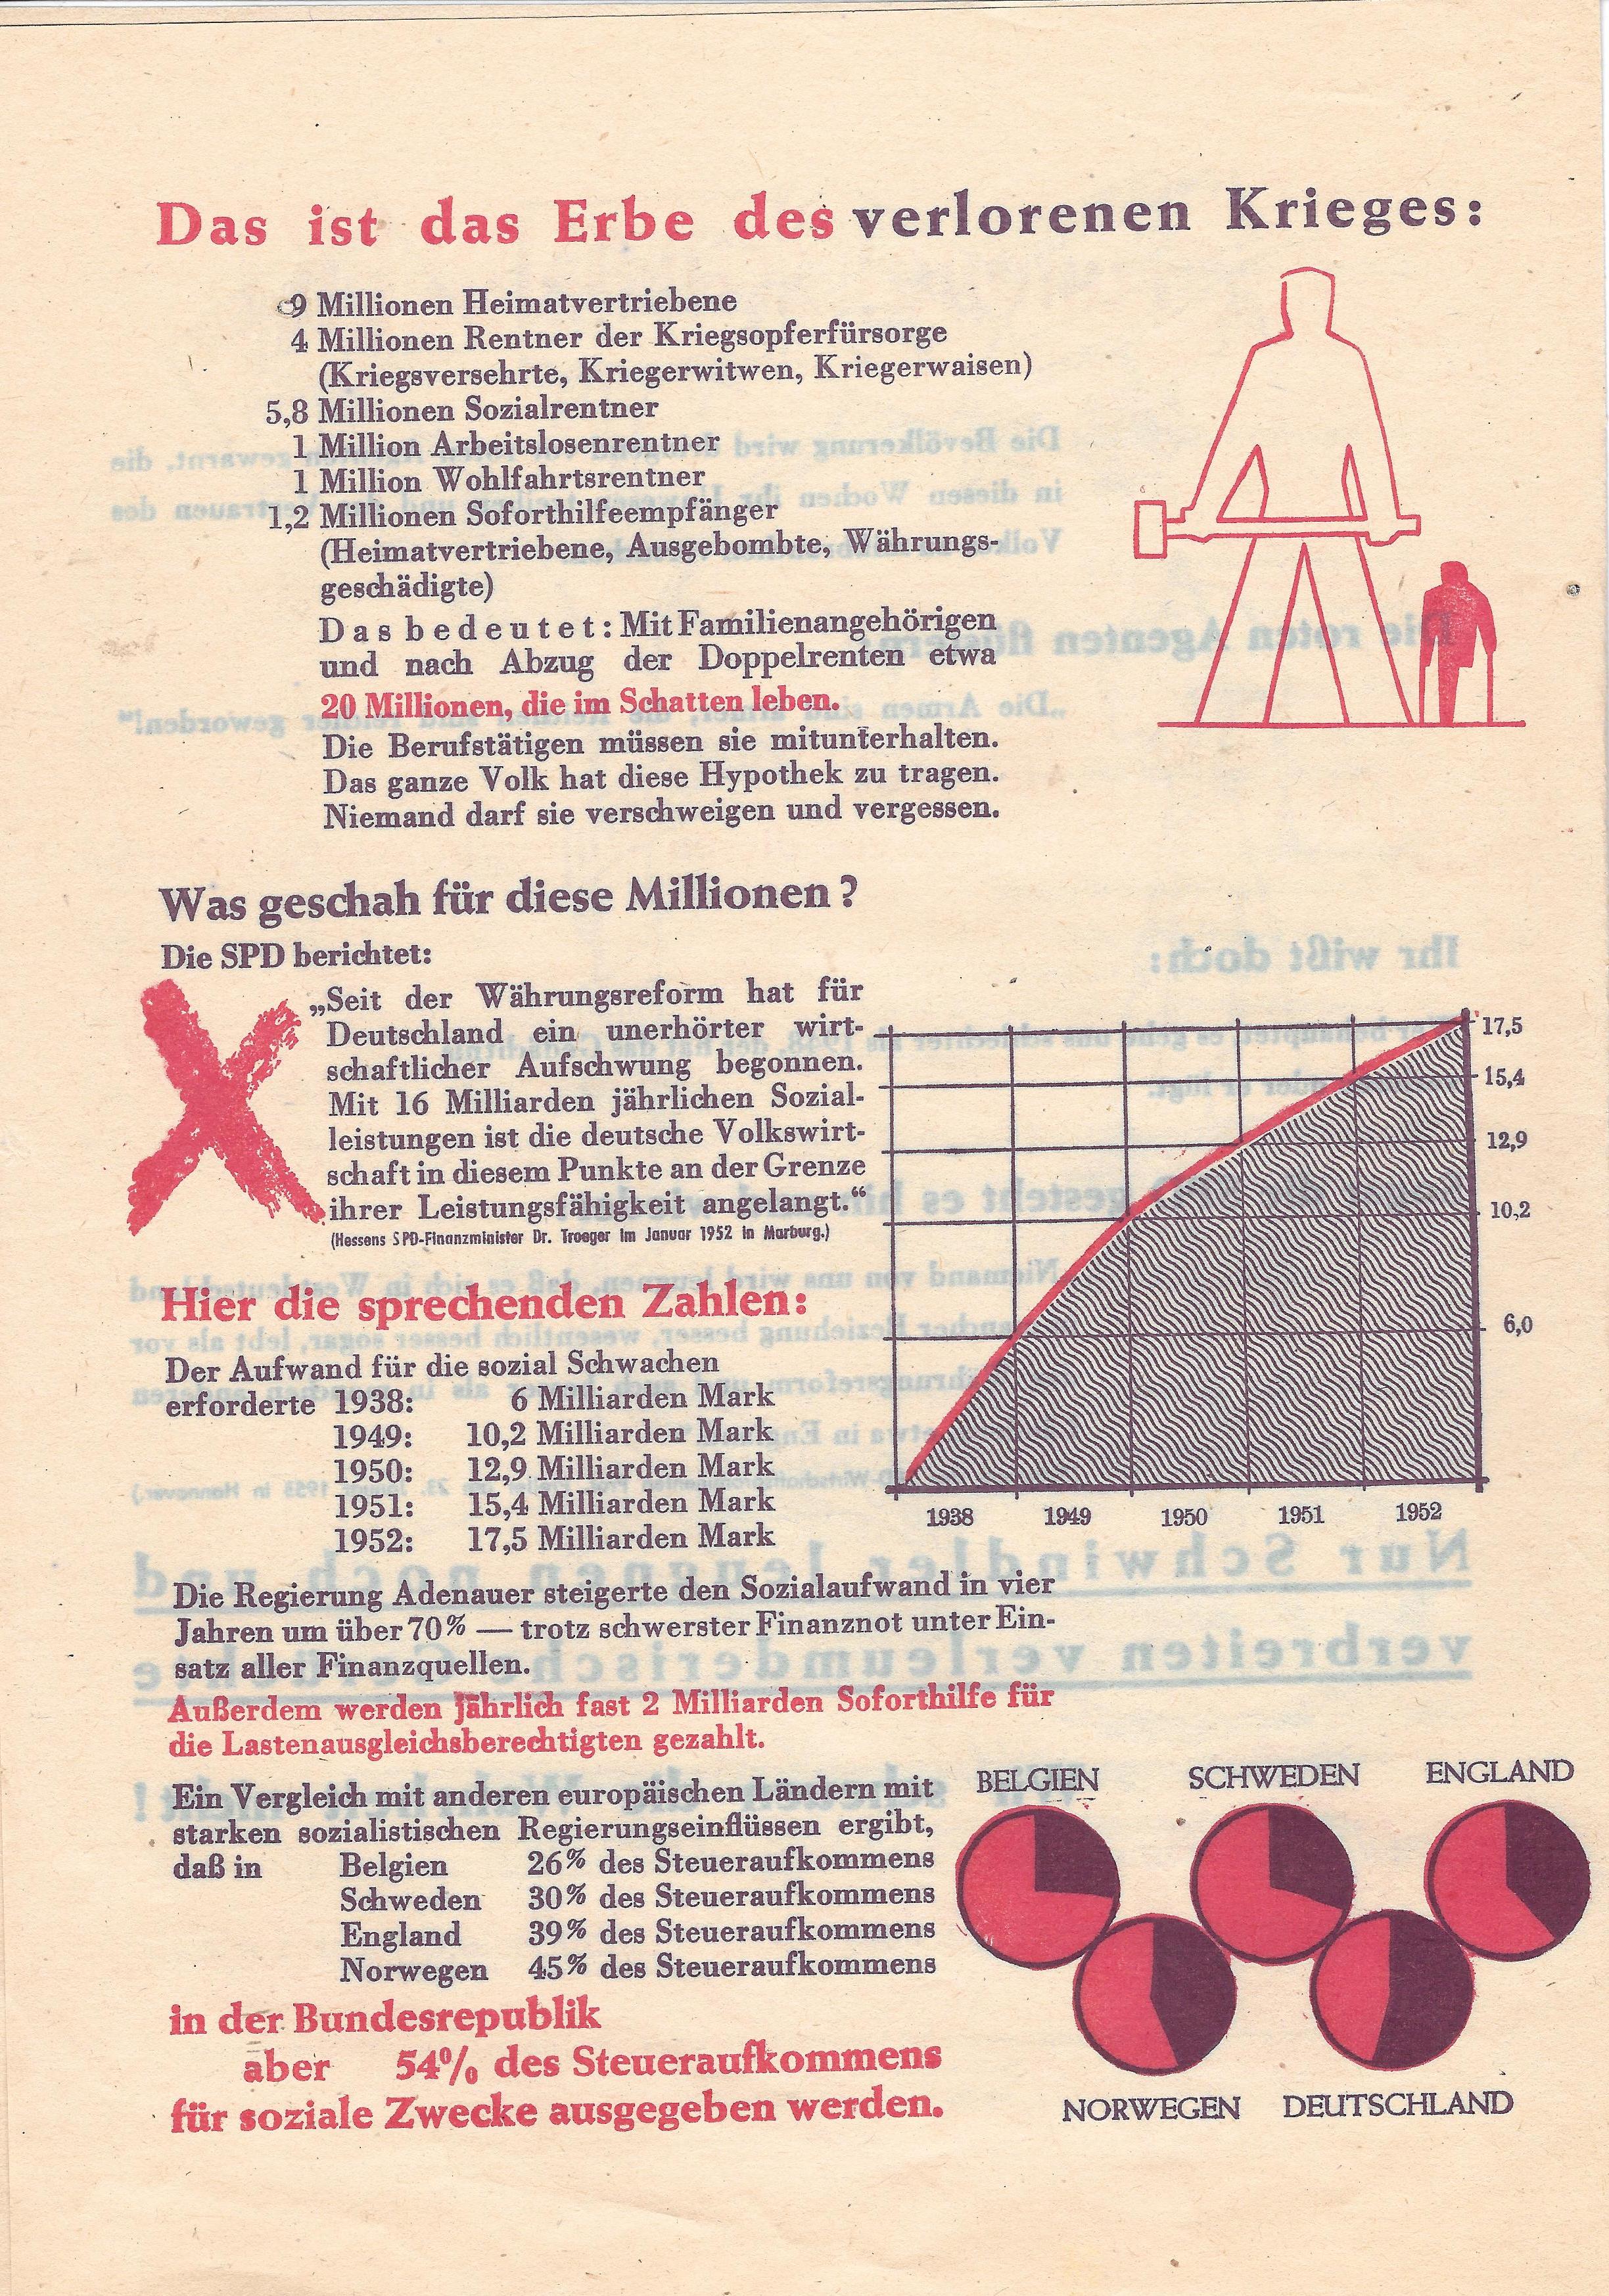 Das ist das Erbe des verlorenen Krieges:
9 Millionen Heimatvertriebene
4 Millionen Rentner der Kriegsopferfürsorge
(Kriegsversehrte, Kriegerwitwen, Kriegerwaisen)
5,8 Millionen Sozialrentner
1 Million Arbeitslosenrentner
1 Million Wohlfahrtsrentner
1,2 Millionen Soforthilfeempfänger
(Heimatvertriebene, Ausgebombte, Währungs-
geschädigte)
Das bedeutet: Mit Familienangehörigen
und nach Abzug der Doppelrenten etwa
20 Millionen, die im Schatten leben.
Die Berufstätigen müssen sie mitunterhalten.
Das ganze Volk hat diese Hypothek zu tragen.
Niemand darf sie verschweigen und vergessen.
Was geschah für diese Millionen?
Die SPD berichtet:
„Seit der Währungsreform hat für
Deutschland ein unerhörter wirt-
schaftlicher Aufschwung begonnen.
Mit 16 Milliarden jährlichen Sozial-
leistungen ist die deutsche Volkswirt-
schaft in diesem Punkte an der Grenze
ihrer Leistungsfähigkeit angelangt.“
(Hessens SPD-Finanzminister Dr. Troeger im Januar 1952 in Marburg.)
17,5
15,4
12,9
10,2
6,0
1938 1949 1950 1951 1952
Hier die sprechenden Zahlen:
Der Aufwand für die sozial Schwachen
erforderte 1938: 6 Milliarden Mark
1949: 10,2 Milliarden Mark
1950: 12,9 Milliarden Mark
1951: 15,4 Milliarden Mark
1952: 17,5 Milliarden Mark
Die Regierung Adenauer steigerte den Sozialaufwand in vier
Jahren um über 70% — trotz schwerster Finanznot unter Ein-
satz aller Finanzquellen.
Außerdem werden jährlich fast 2 Milliarden Soforthilfe für
die Lastenausgleichsberechtigten gezahlt.
Ein Vergleich mit anderen europäischen Ländern mit
starken sozialistischen Regierungseinflüssen ergibt,
daß in Belgien 26% des Steueraufkommens
Schweden 30% des Steueraufkommens
England 39% des Steueraufkommens
Norwegen 45% des Steueraufkommens
in der Bundesrepublik
aber 54% des Steueraufkommens
für soziale Zwecke ausgegeben werden.
BELGIEN SCHWEDEN ENGLAND
NORWEGEN DEUTSCHLAND